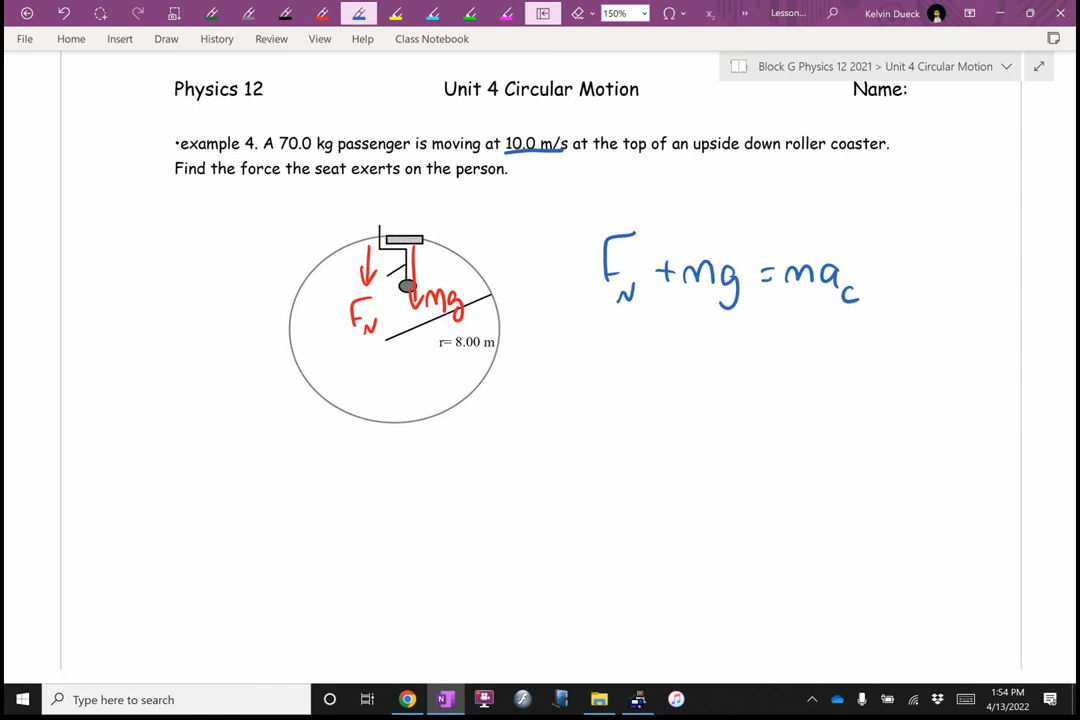 150%
Lesson...
Kelvin Dueck
File Home Insert Draw History Review View Help Class Notebook
Block G Physics 12 2021 > Unit 4 Circular Motion
Physics 12 Unit 4 Circular Motion Name:
•example 4. A 70.0 kg passenger is moving at 10.0 m/s at the top of an upside down roller coaster.
Find the force the seat exerts on the person.
F_N + mg = ma_c
mg
F_N
r= 8.00 m
Type here to search
1:54 PM
4/13/2022